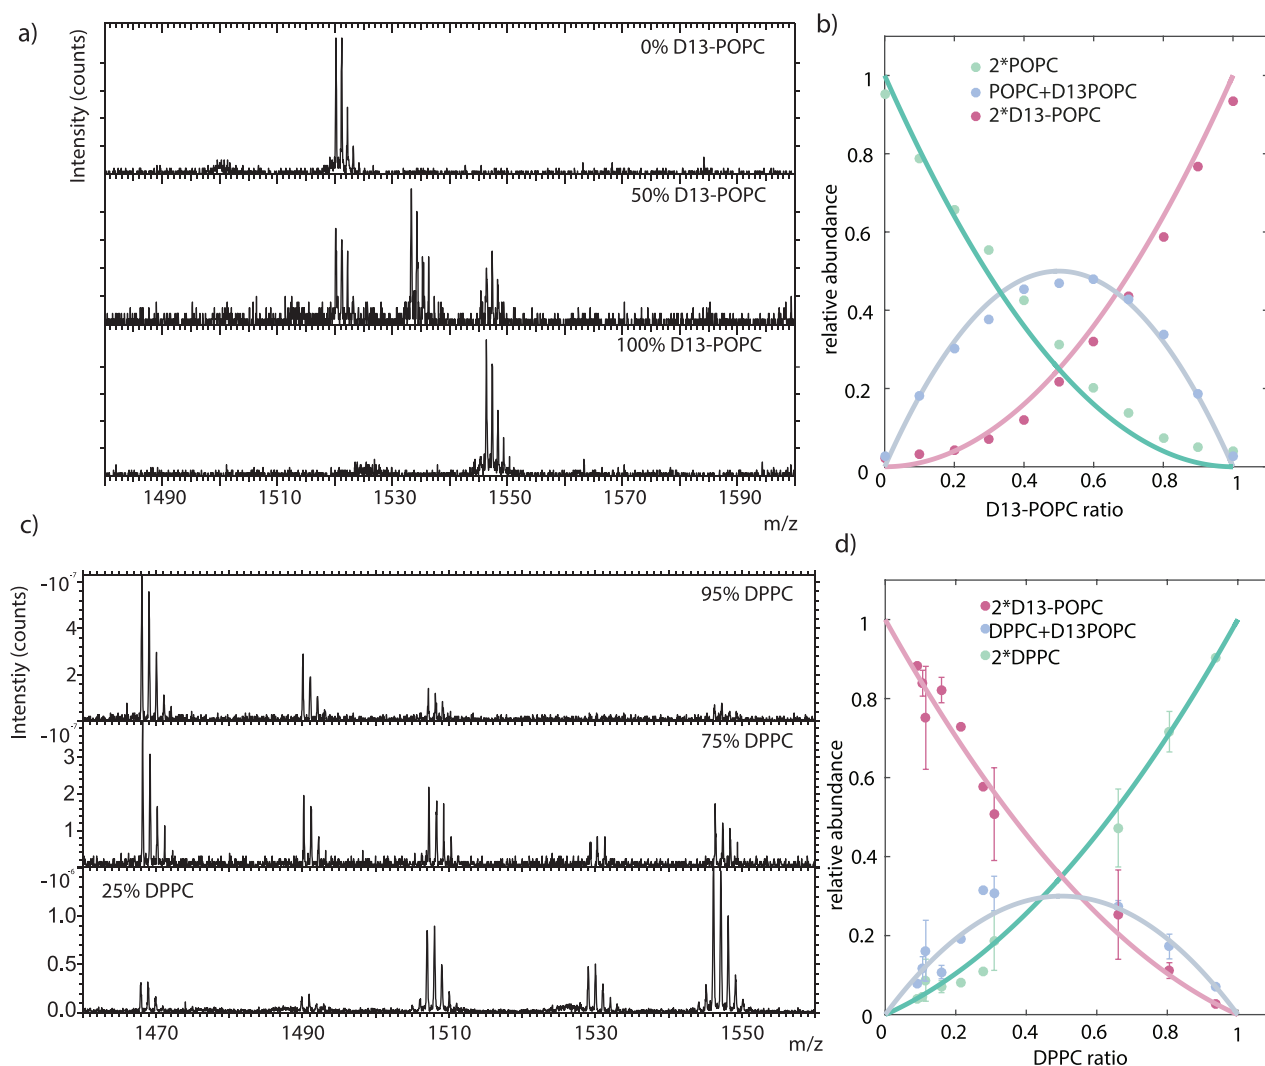 a)
Intensity (counts)
0% D13-POPC
50% D13-POPC
100% D13-POPC
1490 1510 1530 1550 1570 1590
m/z
b)
relative abundance
2*POPC
POPC+D13POPC
2*D13-POPC
1
0.8
0.6
0.4
0.2
0
0 0.2 0.4 0.6 0.8 1
D13-POPC ratio
c)
Intenstiy (counts)
-10-7
4
2
95% DPPC
-10-7
3
2
1
75% DPPC
-10-6
1.0
0.5
0.0
25% DPPC
1470 1490 1510 1530 1550
m/z
d)
relative abundance
2*D13-POPC
DPPC+D13POPC
2*DPPC
1
0.8
0.6
0.4
0.2
0
0 0.2 0.4 0.6 0.8 1
DPPC ratio